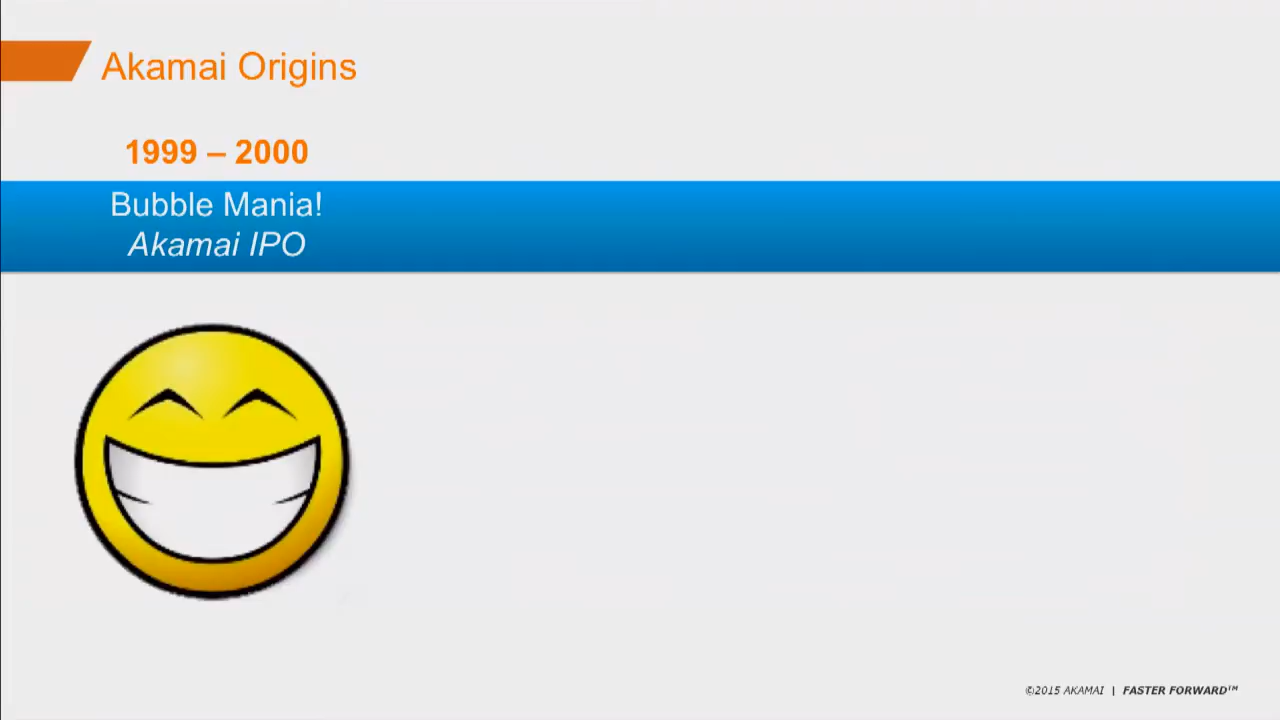 Akamai Origins
1999 – 2000
Bubble Mania!
Akamai IPO
©2015 AKAMAI | FASTER FORWARD™